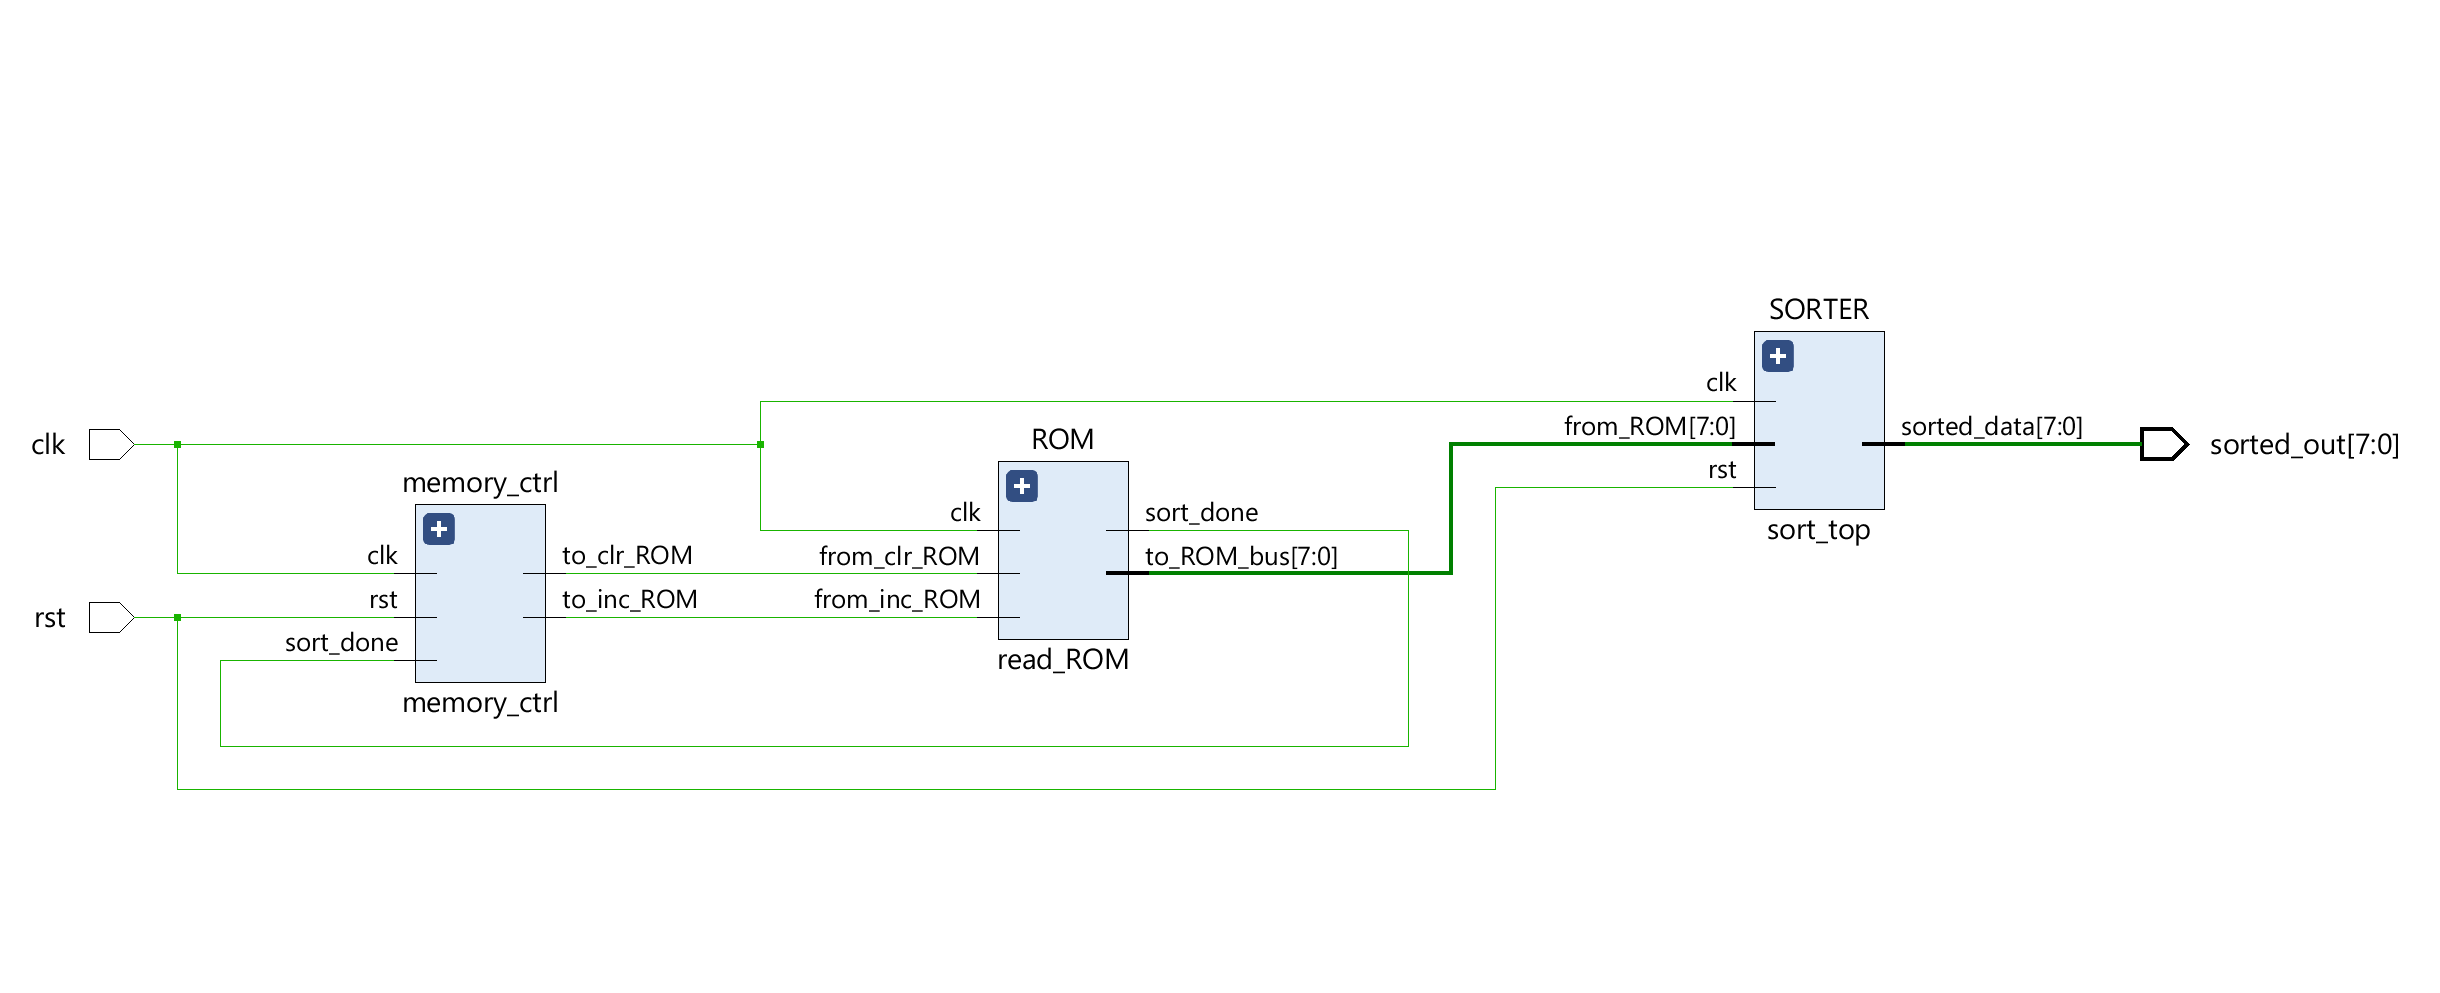 SORTER
clk
from_ROM[7:0]
rst
sorted_data[7:0]
sort_top
sorted_out[7:0]
clk
ROM
clk
from_clr_ROM
from_inc_ROM
sort_done
to_ROM_bus[7:0]
read_ROM
memory_ctrl
clk
rst
sort_done
to_clr_ROM
to_inc_ROM
memory_ctrl
rst